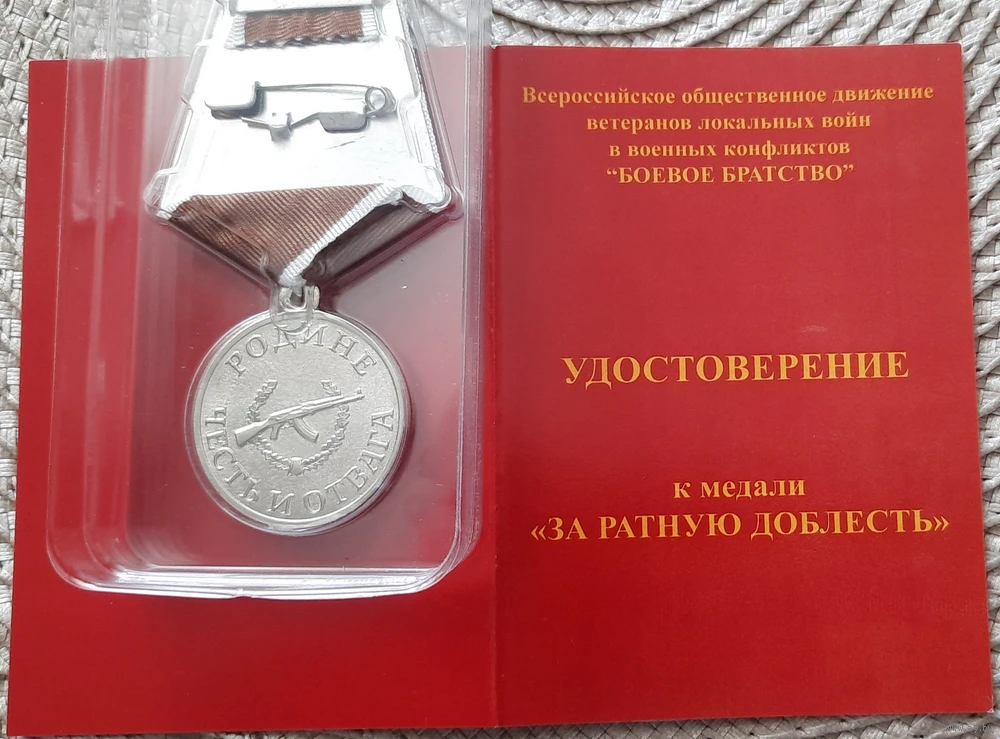 РОДИНЕ
ЧЕСТЬ И ОТВАГА
Всероссийское общественное движение
ветеранов локальных войн
в военных конфликтов
“БОЕВОЕ БРАТСТВО”
УДОСТОВЕРЕНИЕ
к медали
«ЗА РАТНУЮ ДОБЛЕСТЬ»